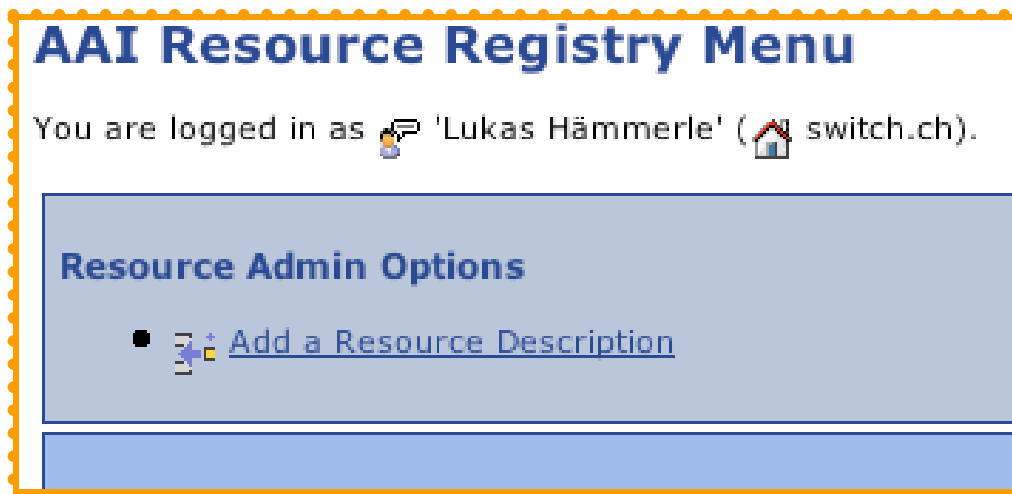 AAI Resource Registry Menu
You are logged in as 'Lukas Hämmerle' ( switch.ch).
Resource Admin Options
Add a Resource Description